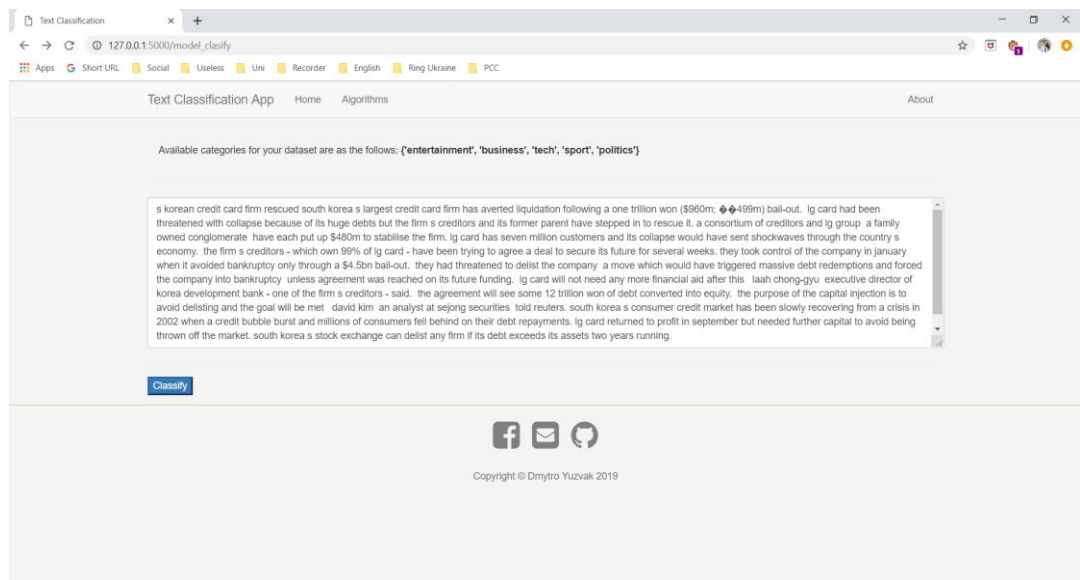 Text Classification
127.0.0.1:5000/model_clasify
Apps Short URL Social Useless Uni Recorder English Ring Ukraine PCC
Text Classification App Home Algorithms About
Available categories for your dataset are as the follows: {'entertainment', 'business', 'tech', 'sport', 'politics'}
s korean credit card firm rescued south korea s largest credit card firm has averted liquidation following a one trillion won ($960m; ��499m) bail-out. lg card had been
threatened with collapse because of its huge debts but the firm s creditors and its former parent have stepped in to rescue it. a consortium of creditors and lg group a family
owned conglomerate have each put up $480m to stabilise the firm. lg card has seven million customers and its collapse would have sent shockwaves through the country s
economy. the firm s creditors - which own 99% of lg card - have been trying to agree a deal to secure its future for several weeks. they took control of the company in january
when it avoided bankruptcy only through a $4.5bn bail-out. they had threatened to delist the company a move which would have triggered massive debt redemptions and forced
the company into bankruptcy unless agreement was reached on its future funding. lg card will not need any more financial aid after this laah chong-gyu executive director of
korea development bank - one of the firm s creditors - said. the agreement will see some 12 trillion won of debt converted into equity. the purpose of the capital injection is to
avoid delisting and the goal will be met david kim an analyst at sejong securities told reuters. south korea s consumer credit market has been slowly recovering from a crisis in
2002 when a credit bubble burst and millions of consumers fell behind on their debt repayments. lg card returned to profit in september but needed further capital to avoid being
thrown off the market. south korea s stock exchange can delist any firm if its debt exceeds its assets two years running.
Classify
Copyright © Dmytro Yuzvak 2019